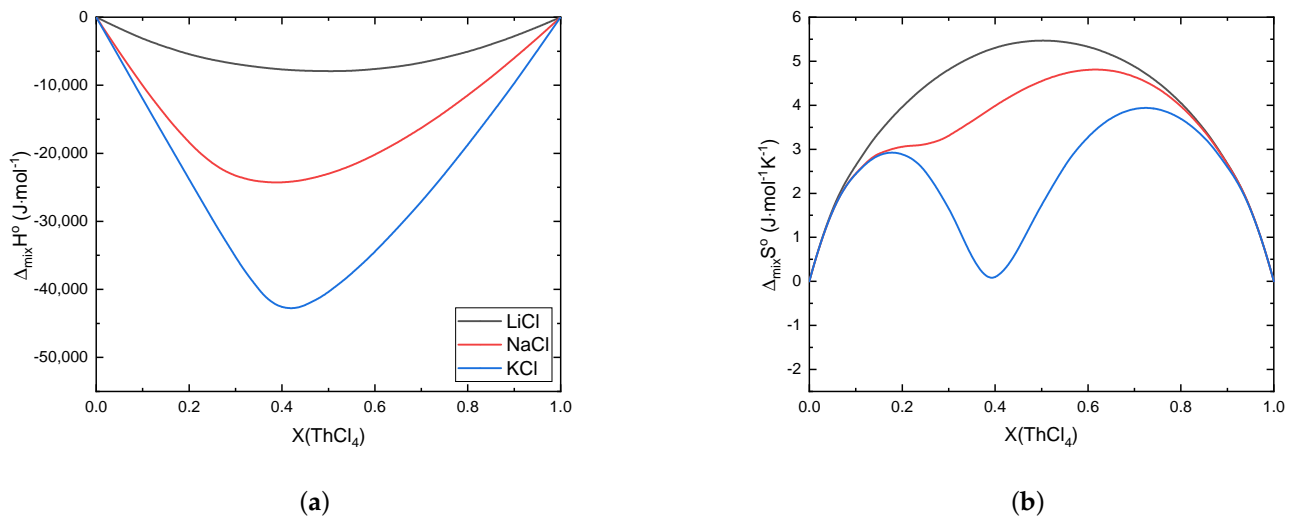 0
-10,000
-20,000
-30,000
-40,000
-50,000
ΔmixHº (J·mol-1)
0.0 0.2 0.4 0.6 0.8 1.0
X(ThCl4)
LiCl
NaCl
KCl
(a)
6
5
4
3
2
1
0
-1
-2
ΔmixSº (J·mol-1K-1)
0.0 0.2 0.4 0.6 0.8 1.0
X(ThCl4)
(b)